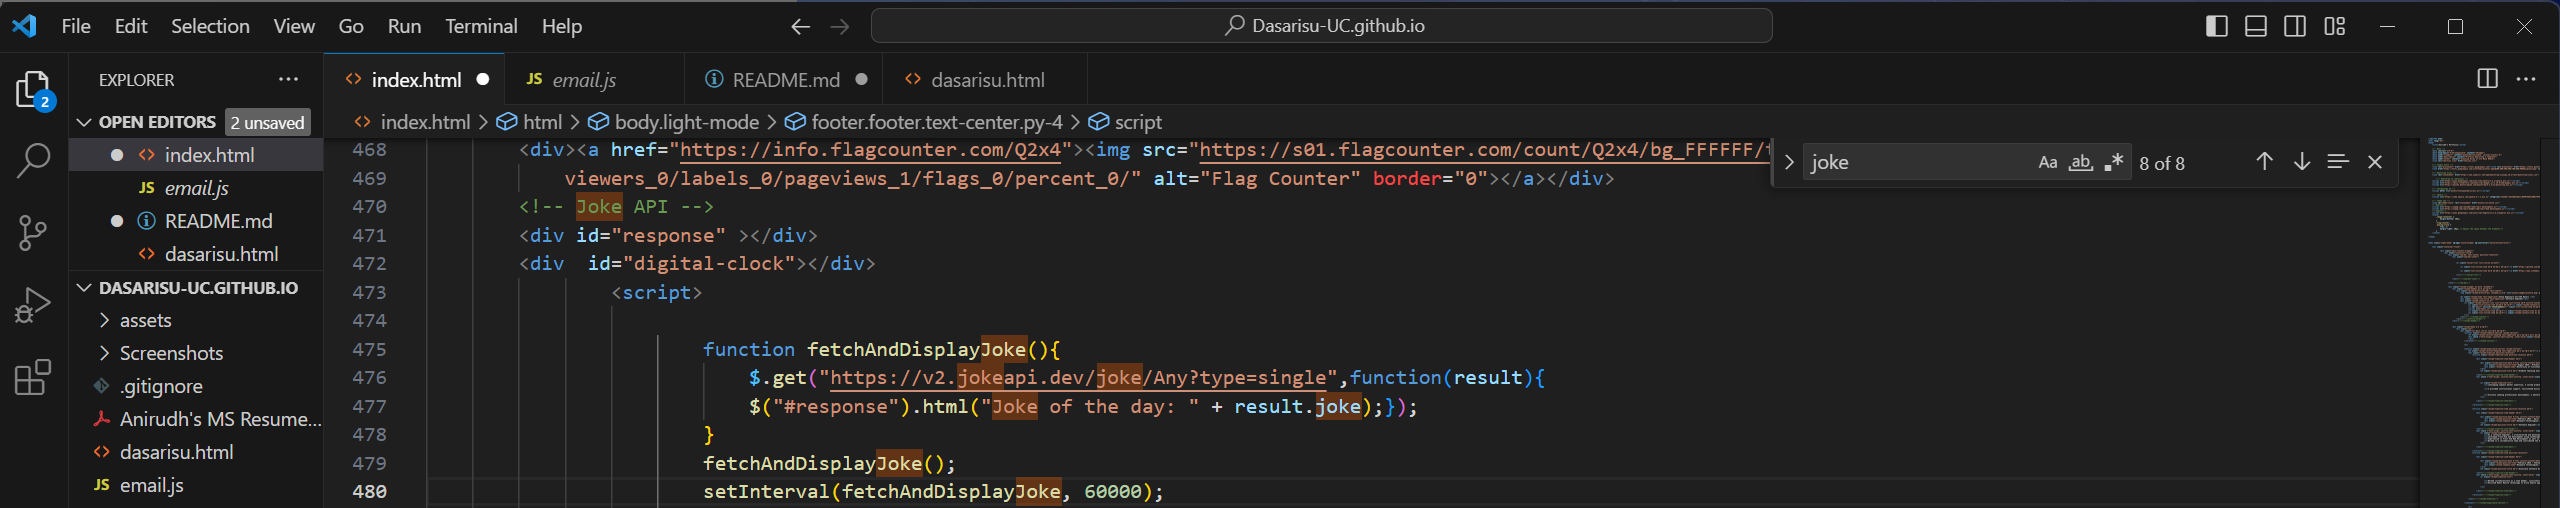 File Edit Selection View Go Run Terminal Help
Dasarisu-UC.github.io
EXPLORER
index.html
JS email.js
README.md
dasarisu.html
OPEN EDITORS 2 unsaved
index.html > html > body.light-mode > footer.footer.text-center.py-4 > script
2
index.html
JS email.js
README.md
dasarisu.html
DASARISU-UC.GITHUB.IO
assets
Screenshots
.gitignore
Anirudh's MS Resume...
dasarisu.html
JS email.js
joke Aa ab .* 8 of 8
468 <div><a href="https://info.flagcounter.com/Q2x4"><img src="https://s01.flagcounter.com/count/Q2x4/bg_FFFFFF/
469 viewers_0/labels_0/pageviews_1/flags_0/percent_0/" alt="Flag Counter" border="0"></a></div>
470 <!-- Joke API -->
471 <div id="response" ></div>
472 <div  id="digital-clock"></div>
473 <script>
474
475 function fetchAndDisplayJoke(){
476 $.get("https://v2.jokeapi.dev/joke/Any?type=single",function(result){
477 $("#response").html("Joke of the day: " + result.joke);});
478 }
479 fetchAndDisplayJoke();
480 setInterval(fetchAndDisplayJoke, 60000);